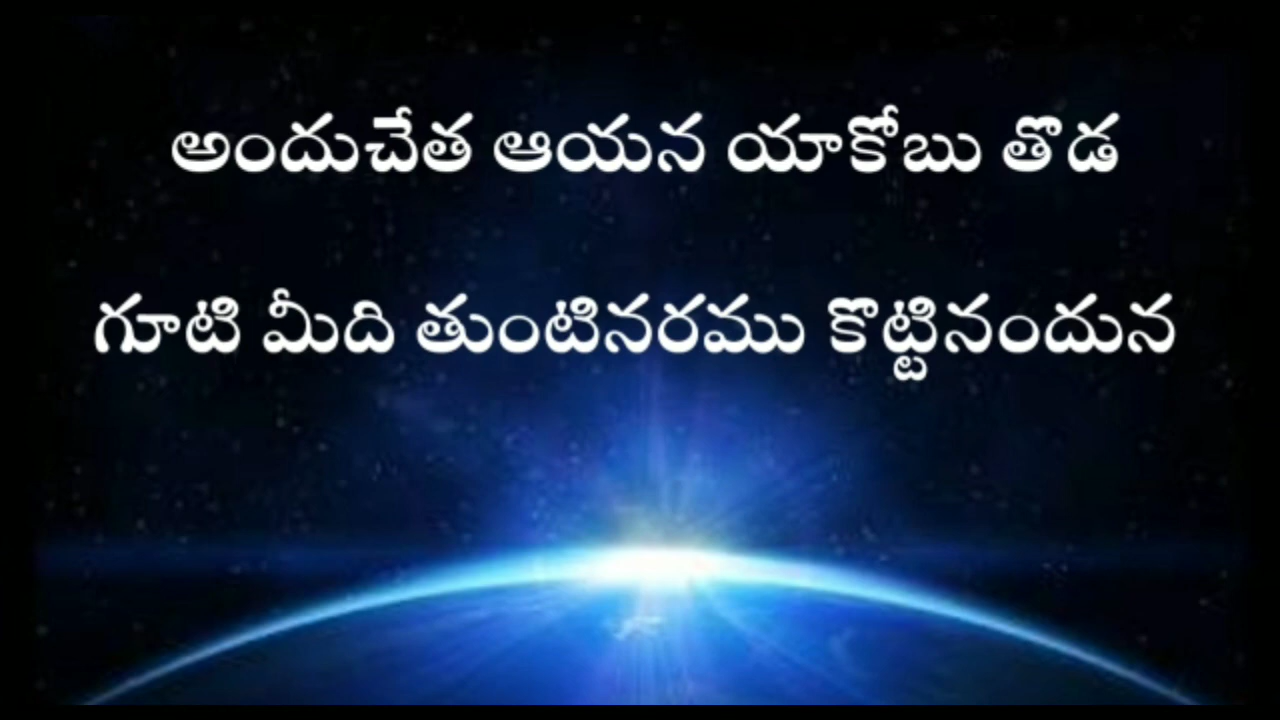 అందుచేత ఆయన యాకోబు తొడ
గూటి మీది తుంటినరము కొట్టినందున